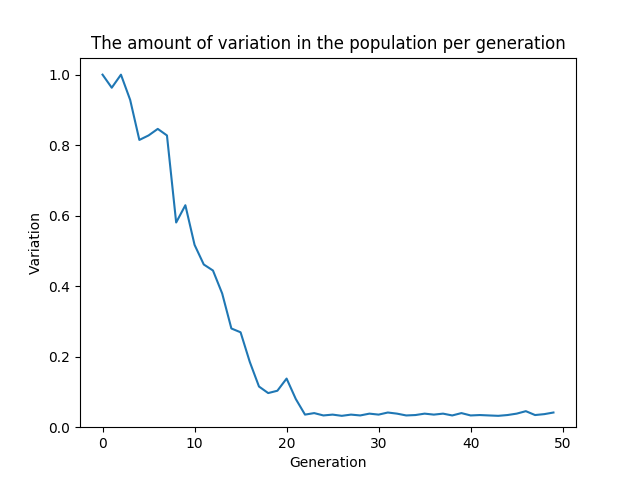 The amount of variation in the population per generation
1.0
0.8
0.6
0.4
0.2
0.0
Variation
0 10 20 30 40 50
Generation